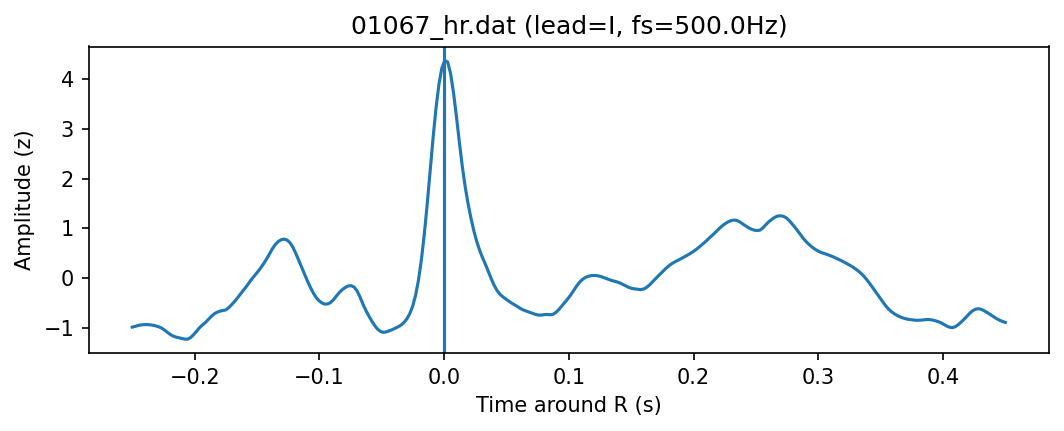 01067_hr.dat (lead=I, fs=500.0Hz)
Amplitude (z)
4
3
2
1
0
−1
−0.2 −0.1 0.0 0.1 0.2 0.3 0.4
Time around R (s)